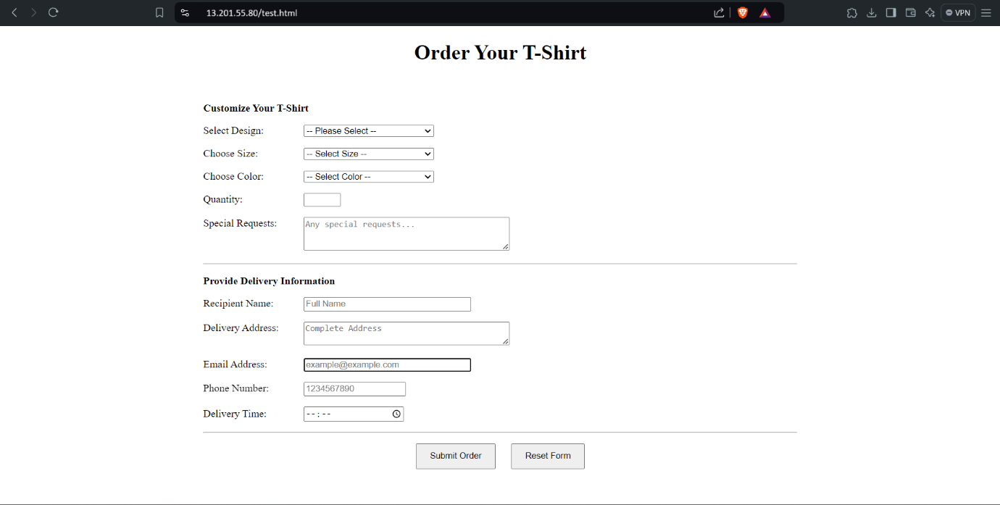 13.201.55.80/test.html
VPN
Order Your T-Shirt
Customize Your T-Shirt
Select Design: -- Please Select --
Choose Size: -- Select Size --
Choose Color: -- Select Color --
Quantity:
Special Requests: Any special requests...
Provide Delivery Information
Recipient Name: Full Name
Delivery Address: Complete Address
Email Address: example@example.com
Phone Number: 1234567890
Delivery Time: --:--
Submit Order Reset Form